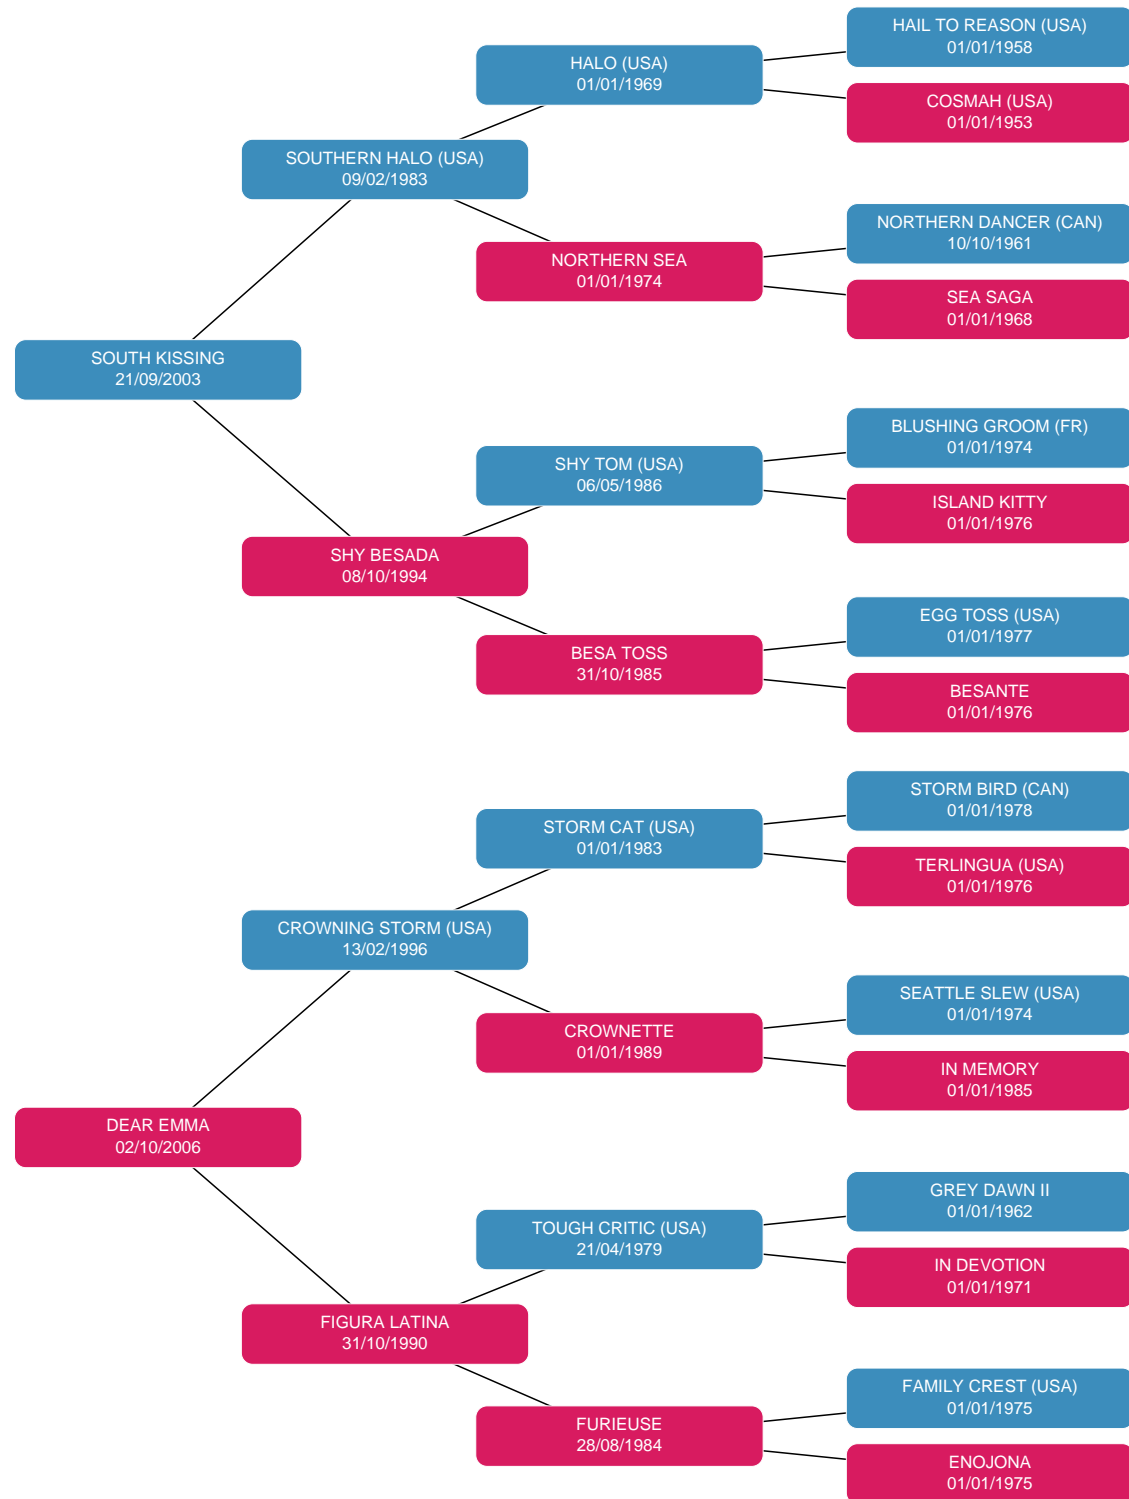 HAIL TO REASON (USA)
01/01/1958
HALO (USA)
01/01/1969
COSMAH (USA)
01/01/1953
SOUTHERN HALO (USA)
09/02/1983
NORTHERN DANCER (CAN)
10/10/1961
NORTHERN SEA
01/01/1974
SEA SAGA
01/01/1968
SOUTH KISSING
21/09/2003
BLUSHING GROOM (FR)
01/01/1974
SHY TOM (USA)
06/05/1986
ISLAND KITTY
01/01/1976
SHY BESADA
08/10/1994
EGG TOSS (USA)
01/01/1977
BESA TOSS
31/10/1985
BESANTE
01/01/1976
STORM BIRD (CAN)
01/01/1978
STORM CAT (USA)
01/01/1983
TERLINGUA (USA)
01/01/1976
CROWNING STORM (USA)
13/02/1996
SEATTLE SLEW (USA)
01/01/1974
CROWNETTE
01/01/1989
IN MEMORY
01/01/1985
DEAR EMMA
02/10/2006
GREY DAWN II
01/01/1962
TOUGH CRITIC (USA)
21/04/1979
IN DEVOTION
01/01/1971
FIGURA LATINA
31/10/1990
FAMILY CREST (USA)
01/01/1975
FURIEUSE
28/08/1984
ENOJONA
01/01/1975